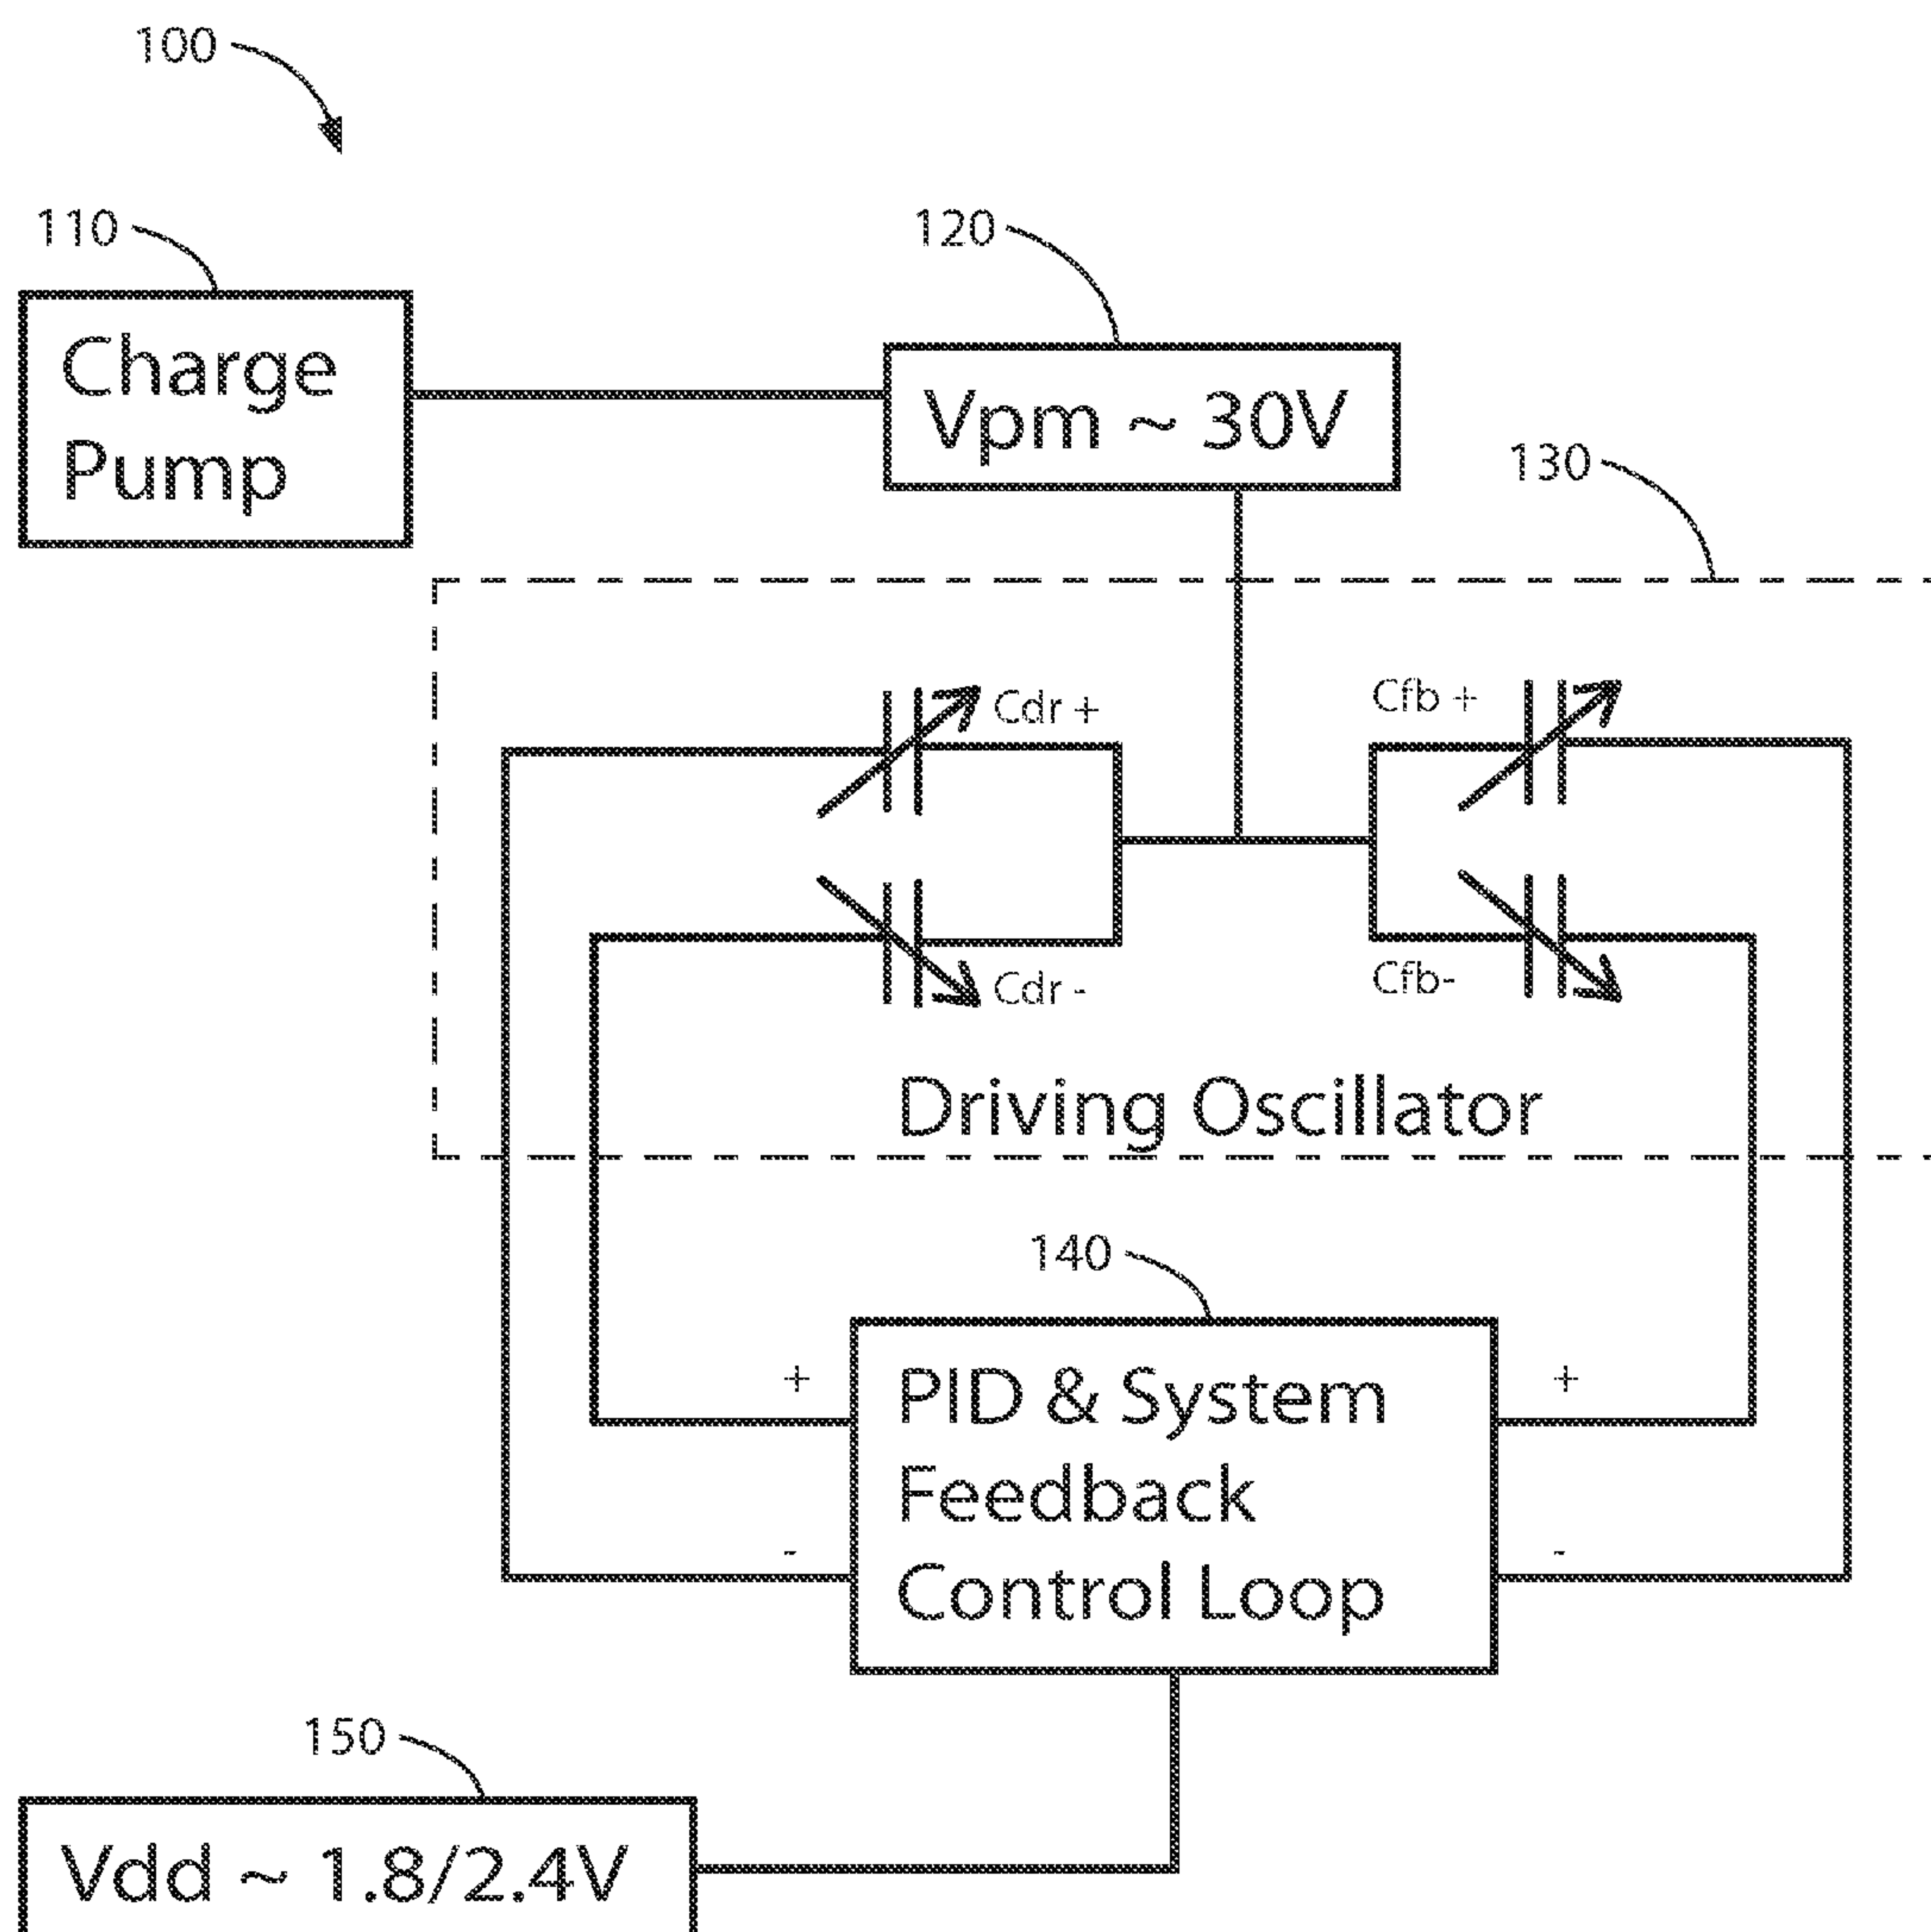 100
110
120
Charge
Pump
Vpm ~ 30V
130
Cdr +
Cfb +
Cdr -
Cfb-
Driving Oscillator
140
+
+
PID & System
Feedback
Control Loop
-
-
150
Vdd ~ 1.8/2.4V